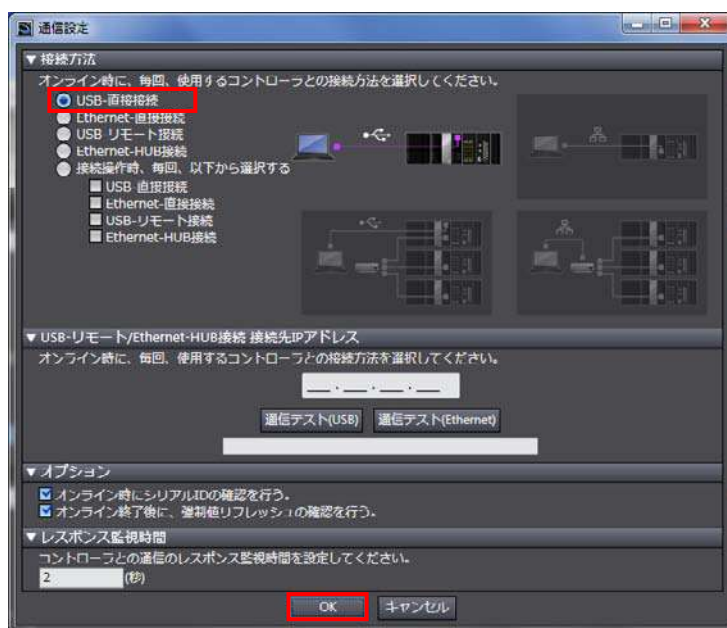 通信設定
▼接続方法
オンライン時に、毎回、使用するコントローラとの接続方法を選択してください。
USB-直接接続
Ethernet-直接接続
USB-リモート接続
Ethernet-HUB接続
接続操作時、毎回、以下から選択する
USB-直接接続
Ethernet-直接接続
USB-リモート接続
Ethernet-HUB接続
▼USB-リモート/Ethernet-HUB接続 接続先IPアドレス
オンライン時に、毎回、使用するコントローラとの接続方法を選択してください。
通信テスト(USB) 通信テスト(Ethernet)
▼オプション
オンライン時にシリアルIDの確認を行う。
オンライン終了後に、強制値リフレッシュの確認を行う。
▼レスポンス監視時間
コントローラとの通信のレスポンス監視時間を設定してください。
2 (秒)
OK キャンセル